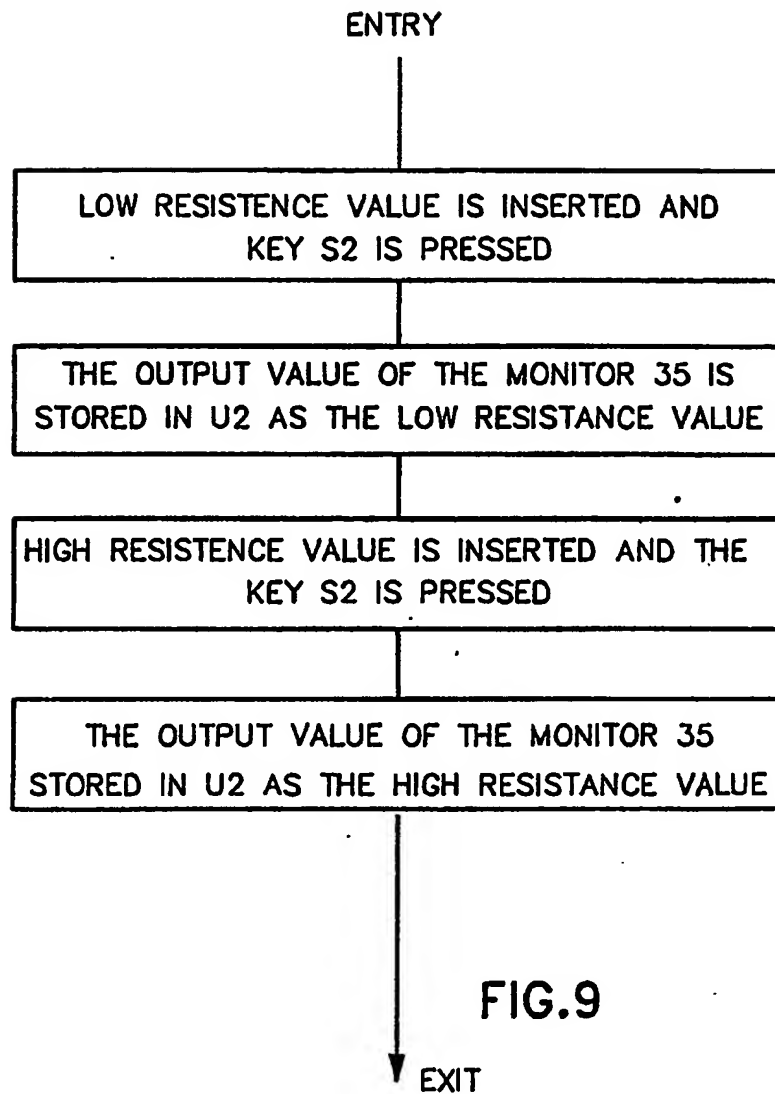 ENTRY
LOW RESISTENCE VALUE IS INSERTED AND
KEY S2 IS PRESSED
THE OUTPUT VALUE OF THE MONITOR 35 IS
STORED IN U2 AS THE LOW RESISTANCE VALUE
HIGH RESISTENCE VALUE IS INSERTED AND THE
KEY S2 IS PRESSED
THE OUTPUT VALUE OF THE MONITOR 35
STORED IN U2 AS THE HIGH RESISTANCE VALUE
FIG.9
EXIT